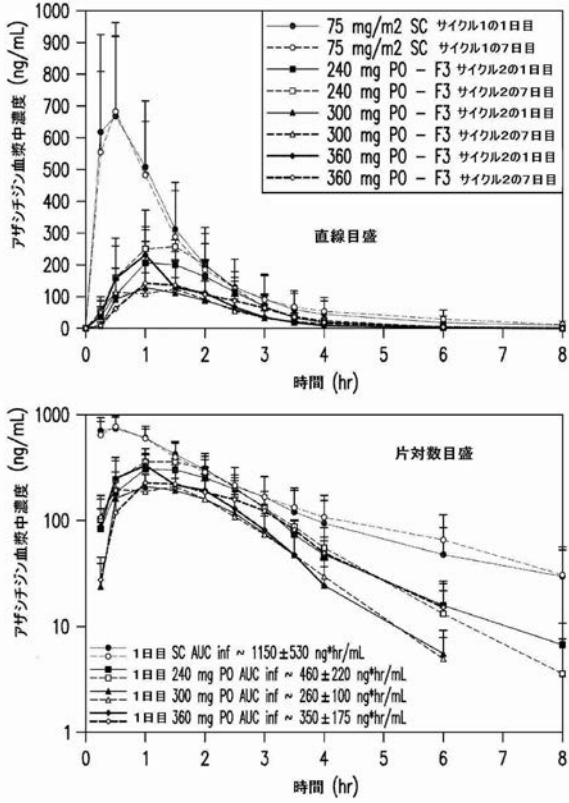 アザシチジン血漿中濃度 (ng/mL)
1000
900
800
700
600
500
400
300
200
100
0
75 mg/m2 SC サイクル1の1日目
75 mg/m2 SC サイクル1の7日目
240 mg PO - F3 サイクル2の1日目
240 mg PO - F3 サイクル2の7日目
300 mg PO - F3 サイクル2の1日目
300 mg PO - F3 サイクル2の7日目
360 mg PO - F3 サイクル2の1日目
360 mg PO - F3 サイクル2の7日目
直線目盛
0 1 2 3 4 5 6 7 8
時間 (hr)
アザシチジン血漿中濃度 (ng/mL)
1000
100
10
1
片対数目盛
1日目 SC AUC inf ~ 1150±530 ng*hr/mL
1日目 240 mg PO AUC inf ~ 460±220 ng*hr/mL
1日目 300 mg PO AUC inf ~ 260±100 ng*hr/mL
1日目 360 mg PO AUC inf ~ 350±175 ng*hr/mL
0 1 2 3 4 5 6 7 8
時間 (hr)